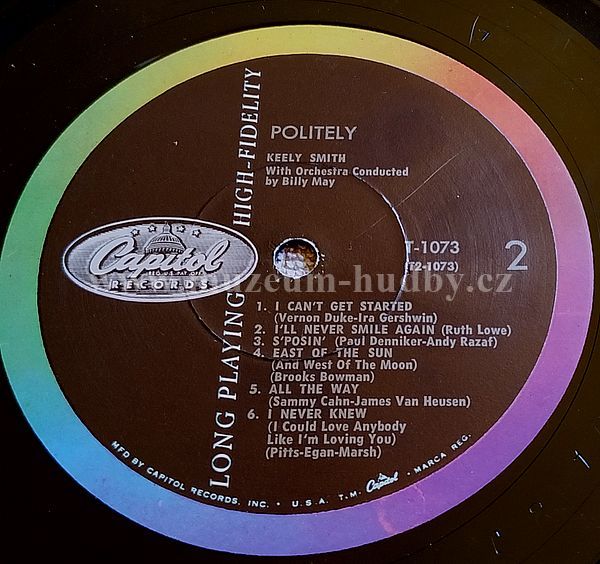 POLITELY
KEELY SMITH
With Orchestra Conducted
by Billy May
LONG PLAYING HIGH-FIDELITY
Capitol
REG. U.S. PAT. OFF.
RECORDS
T-1073
(T2-1073)
2
www.muzeum-hudby.cz
1. I CAN'T GET STARTED
(Vernon Duke-Ira Gershwin)
2. I'LL NEVER SMILE AGAIN (Ruth Lowe)
3. S'POSIN' (Paul Denniker-Andy Razaf)
4. EAST OF THE SUN
(And West Of The Moon)
(Brooks Bowman)
5. ALL THE WAY
(Sammy Cahn-James Van Heusen)
6. I NEVER KNEW
(I Could Love Anybody
Like I'm Loving You)
(Pitts-Egan-Marsh)
MFD BY CAPITOL RECORDS, INC. • U.S.A. T.M. Capitol • MARCA REG.